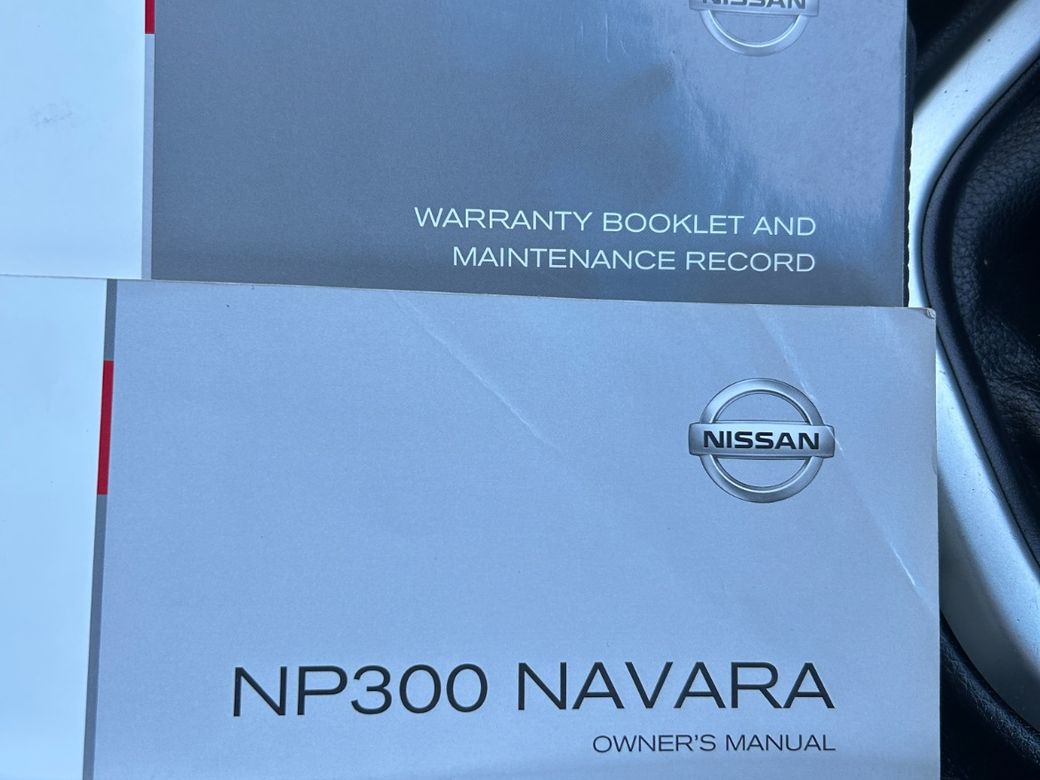 NISSAN
WARRANTY BOOKLET AND
MAINTENANCE RECORD
NISSAN
NP300 NAVARA
OWNER'S MANUAL